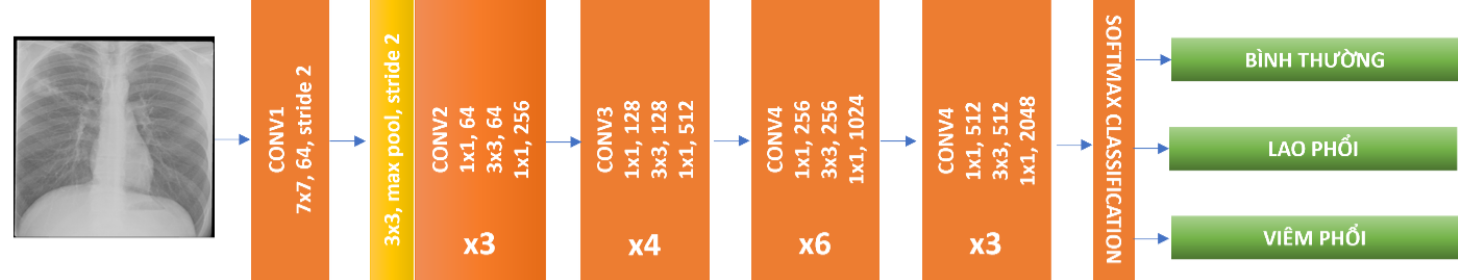 CONV1
7x7, 64, stride 2
3x3, max pool, stride 2
CONV2
1x1, 64
3x3, 64
1x1, 256
x3
CONV3
1x1, 128
3x3, 128
1x1, 512
x4
CONV4
1x1, 256
3x3, 256
1x1, 1024
x6
CONV4
1x1, 512
3x3, 512
1x1, 2048
x3
SOFTMAX CLASSIFICATION
BÌNH THƯỜNG
LAO PHỔI
VIÊM PHỔI